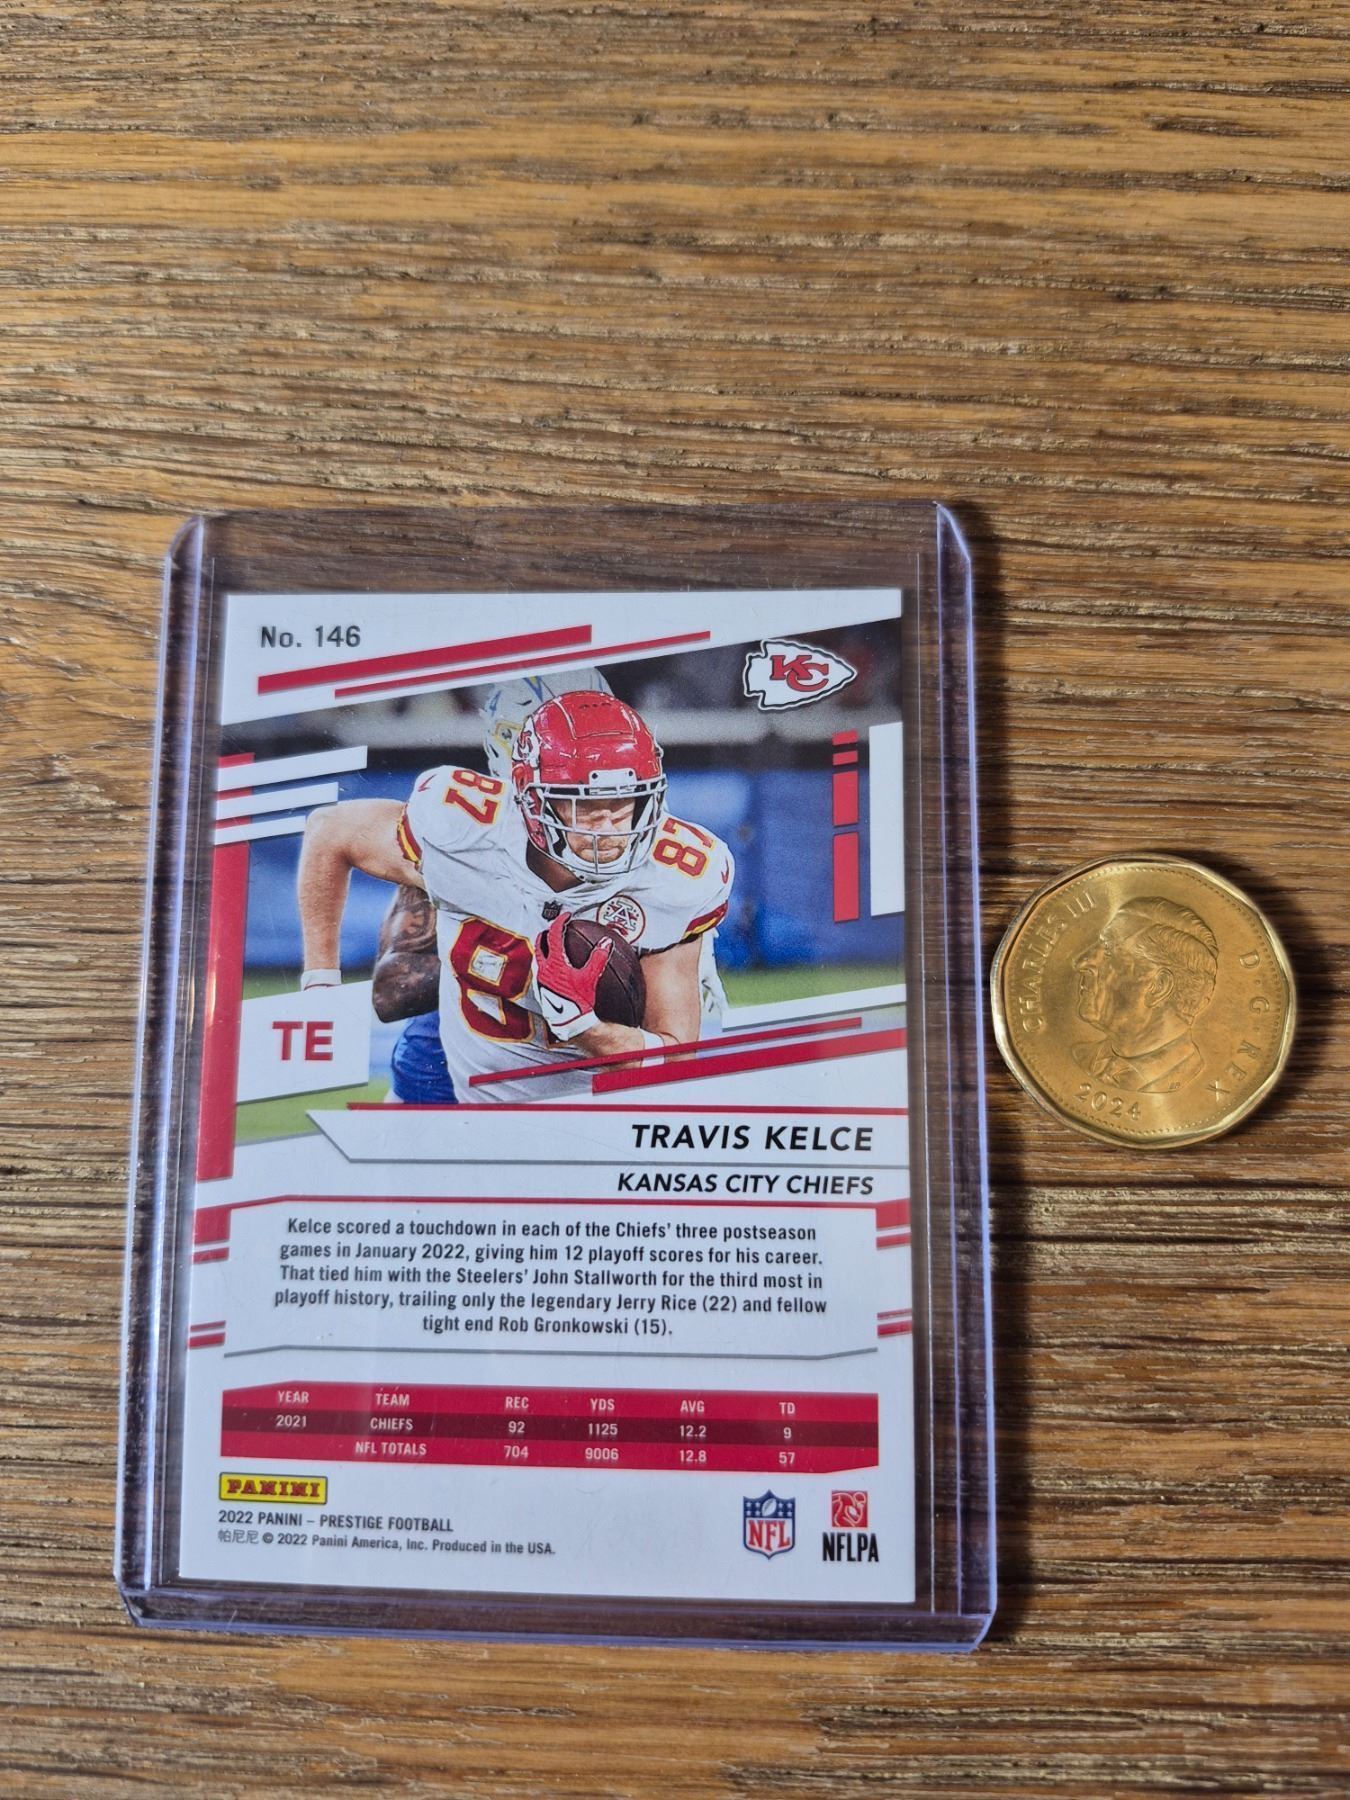 No. 146
KC
87
87
8
TE
TRAVIS KELCE
KANSAS CITY CHIEFS
Kelce scored a touchdown in each of the Chiefs' three postseason
games in January 2022, giving him 12 playoff scores for his career.
That tied him with the Steelers' John Stallworth for the third most in
playoff history, trailing only the legendary Jerry Rice (22) and fellow
tight end Rob Gronkowski (15).
YEAR TEAM REC YDS AVG TD
2021 CHIEFS 92 1125 12.2 9
NFL TOTALS 704 9006 12.8 57
PANINI
2022 PANINI – PRESTIGE FOOTBALL
帕尼尼 © 2022 Panini America, Inc. Produced in the USA.
NFL
NFLPA
CHARLES III D·G REX
2024